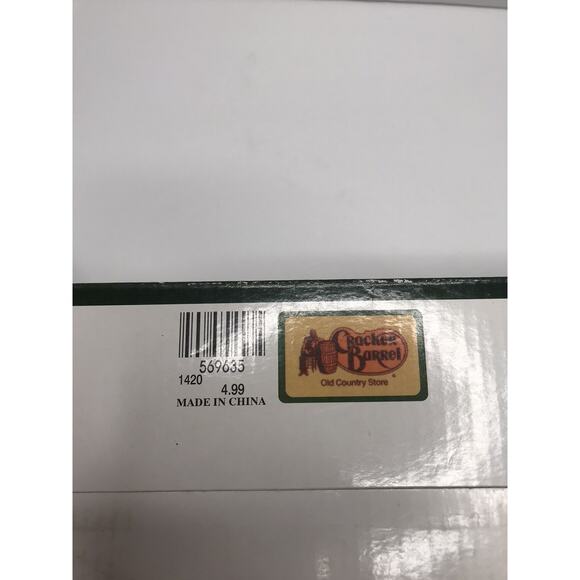 569635
1420
4.99
MADE IN CHINA
Cracker
Barrel
Old Country Store